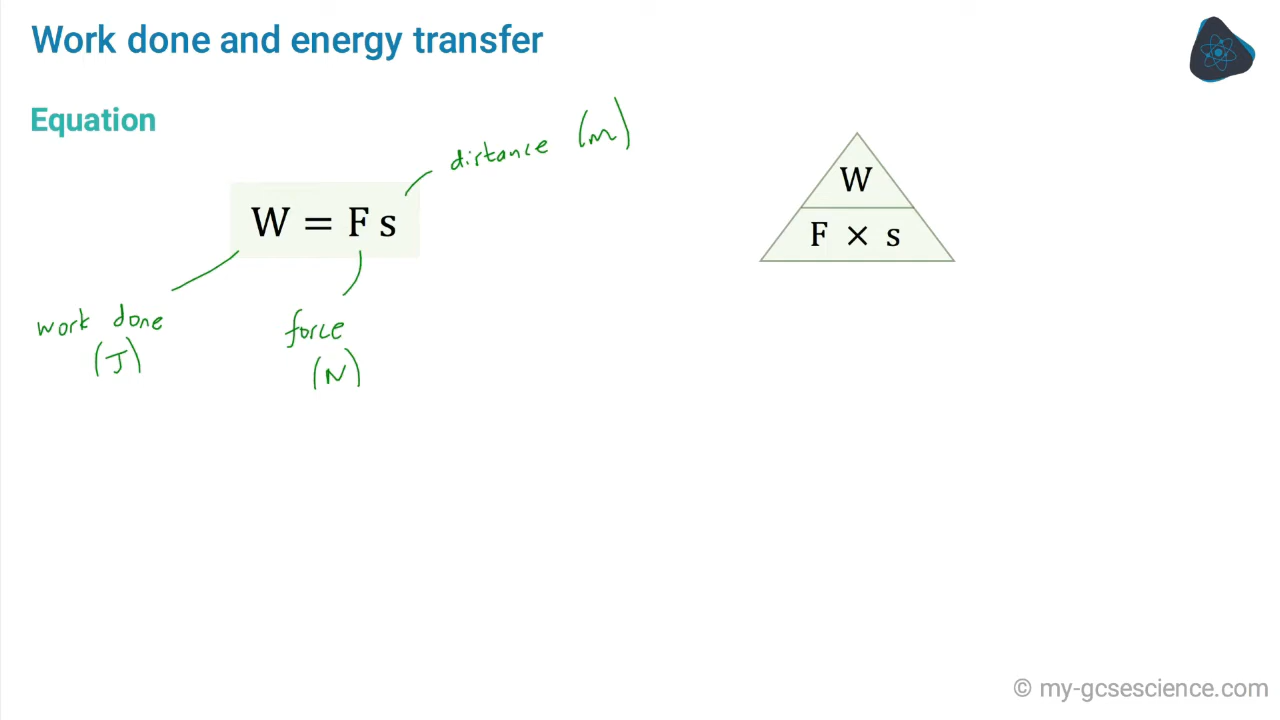 Work done and energy transfer
Equation
distance (m)
W = F s
work done
(J)
force
(N)
W
F × s
© my-gcsescience.com